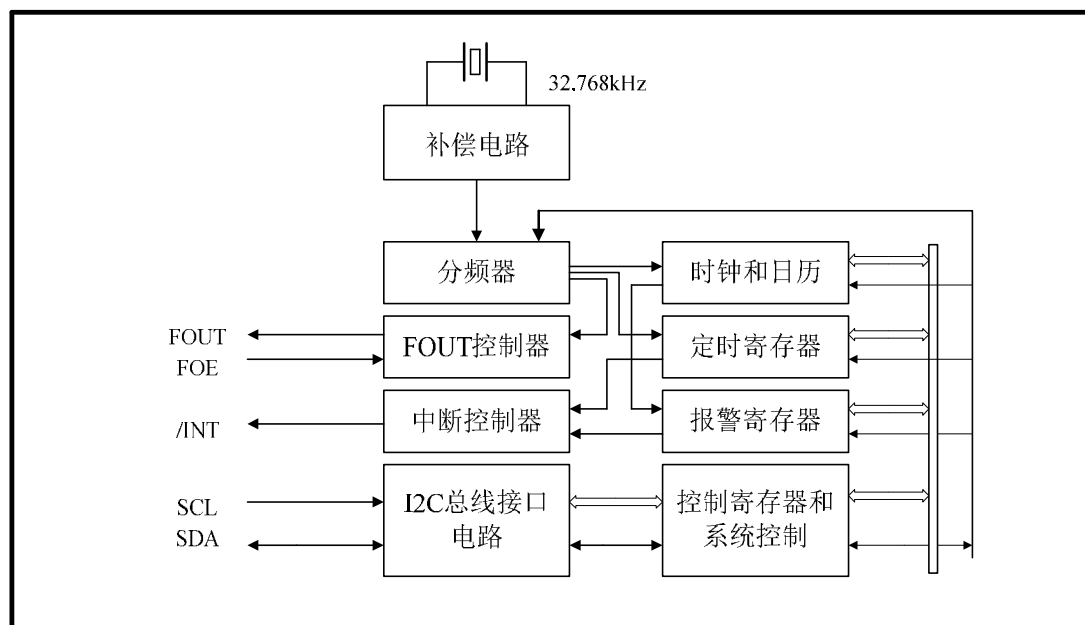 32.768kHz
补偿电路
分频器
时钟和日历
FOUT
FOE
FOUT控制器
定时寄存器
/INT
中断控制器
报警寄存器
SCL
SDA
I2C总线接口
电路
控制寄存器和
系统控制